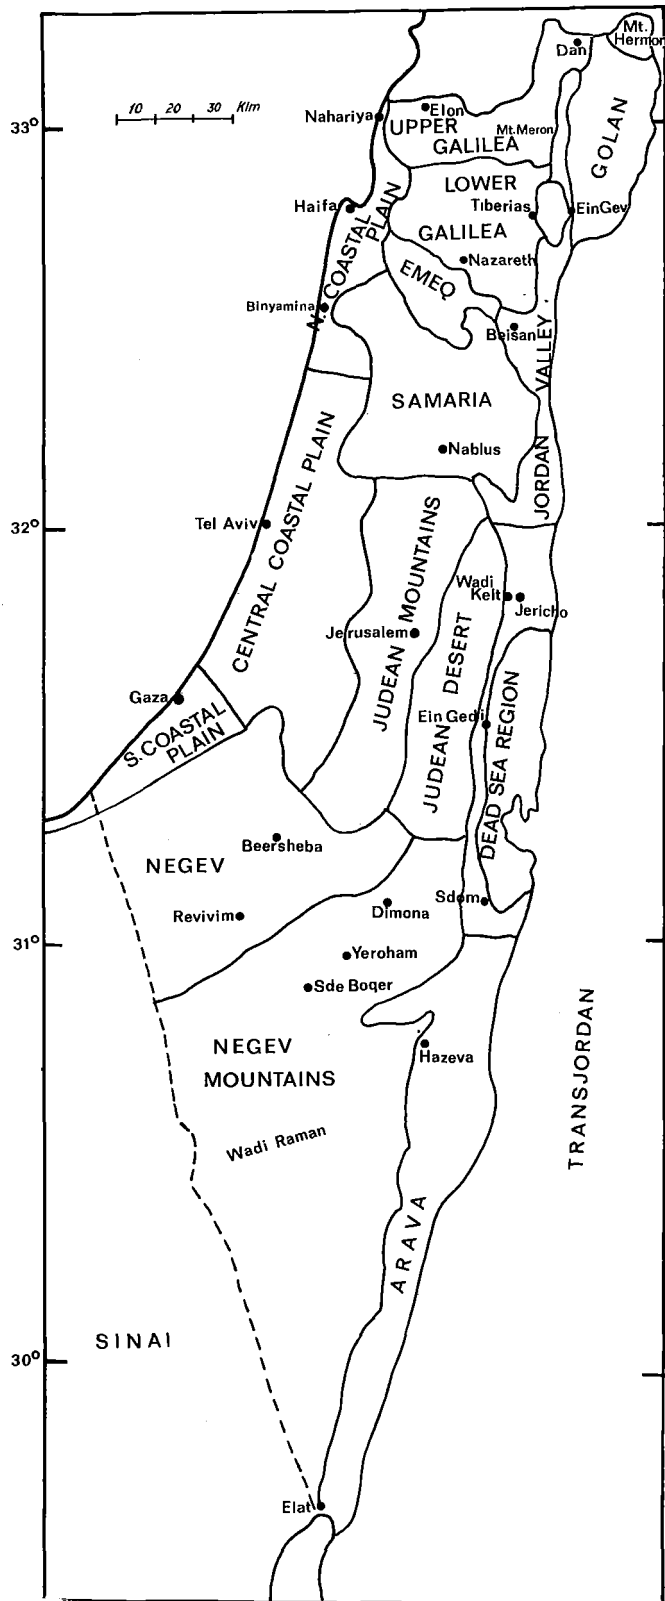 Mt.
Hermon
Dan
10 20 30 Klm
Elon
Nahariya
33°
UPPER
GALILEA
Mt.Meron
GOLAN
LOWER
GALILEA
Haifa
Tiberias
EinGev
N. COASTAL
PLAIN
Nazareth
EMEQ
Binyamina
Beisan
JORDAN VALLEY
SAMARIA
Nablus
32°
Tel Aviv
CENTRAL COASTAL PLAIN
JUDEAN MOUNTAINS
Wadi
Kelt
Jericho
Jerusalem
JUDEAN DESERT
Gaza
S. COASTAL
PLAIN
Ein Gedi
DEAD SEA REGION
Beersheba
NEGEV
Revivim
Dimona
Sdom
31°
Yeroham
Sde Boqer
NEGEV
MOUNTAINS
Hazeva
TRANSJORDAN
Wadi Raman
ARAVA
SINAI
30°
Elat